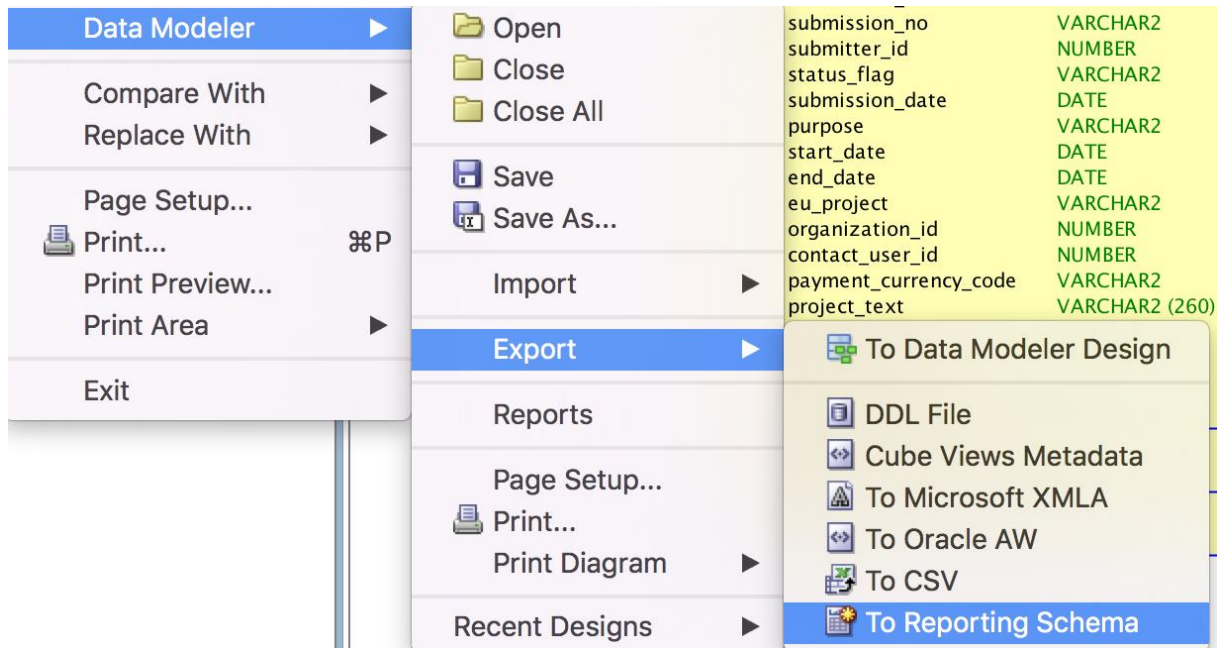 Data Modeler
Compare With
Replace With
Page Setup...
Print... ⌘P
Print Preview...
Print Area
Exit
Open
Close
Close All
Save
Save As...
Import
Export
Reports
Page Setup...
Print...
Print Diagram
Recent Designs
submission_no VARCHAR2
submitter_id NUMBER
status_flag VARCHAR2
submission_date DATE
purpose VARCHAR2
start_date DATE
end_date DATE
eu_project VARCHAR2
organization_id NUMBER
contact_user_id NUMBER
payment_currency_code VARCHAR2
project_text VARCHAR2 (260)
To Data Modeler Design
DDL File
Cube Views Metadata
To Microsoft XMLA
To Oracle AW
To CSV
To Reporting Schema